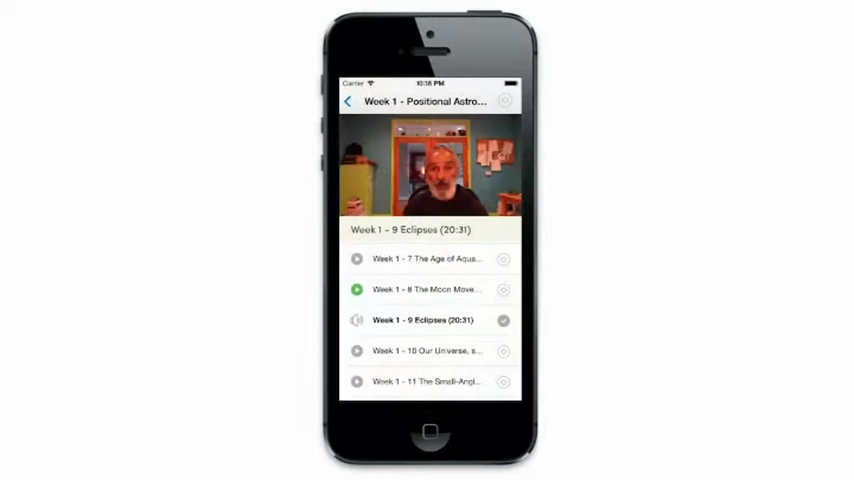 Carrier 10:18 PM
Week 1 - Positional Astro...
Week 1 - 9 Eclipses (20:31)
Week 1 - 7 The Age of Aqua...
Week 1 - 8 The Moon Move...
Week 1 - 9 Eclipses (20:31)
Week 1 - 10 Our Universe, s...
Week 1 - 11 The Small-Angl...